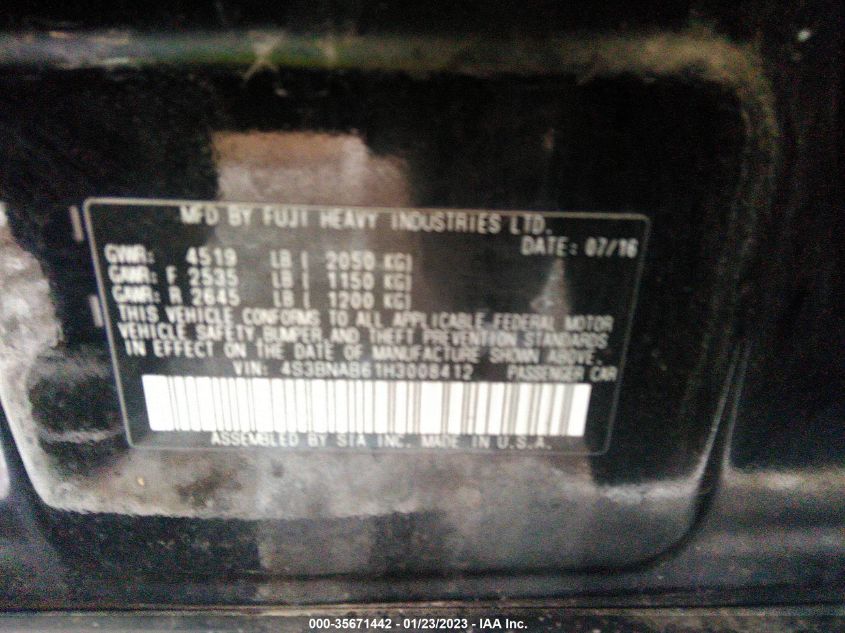 MFD BY FUJI HEAVY INDUSTRIES LTD.
DATE: 07/16
GVWR: 4519 LB ( 2050 KG)
GAWR: F 2535 LB ( 1150 KG)
GAWR: R 2645 LB ( 1200 KG)
THIS VEHICLE CONFORMS TO ALL APPLICABLE FEDERAL MOTOR
VEHICLE SAFETY, BUMPER, AND THEFT PREVENTION STANDARDS
IN EFFECT ON THE DATE OF MANUFACTURE SHOWN ABOVE.
VIN: 4S3BNAB61H3008412 PASSENGER CAR
ASSEMBLED BY SIA INC. MADE IN U.S.A.
000-35671442 - 01/23/2023 - IAA Inc.